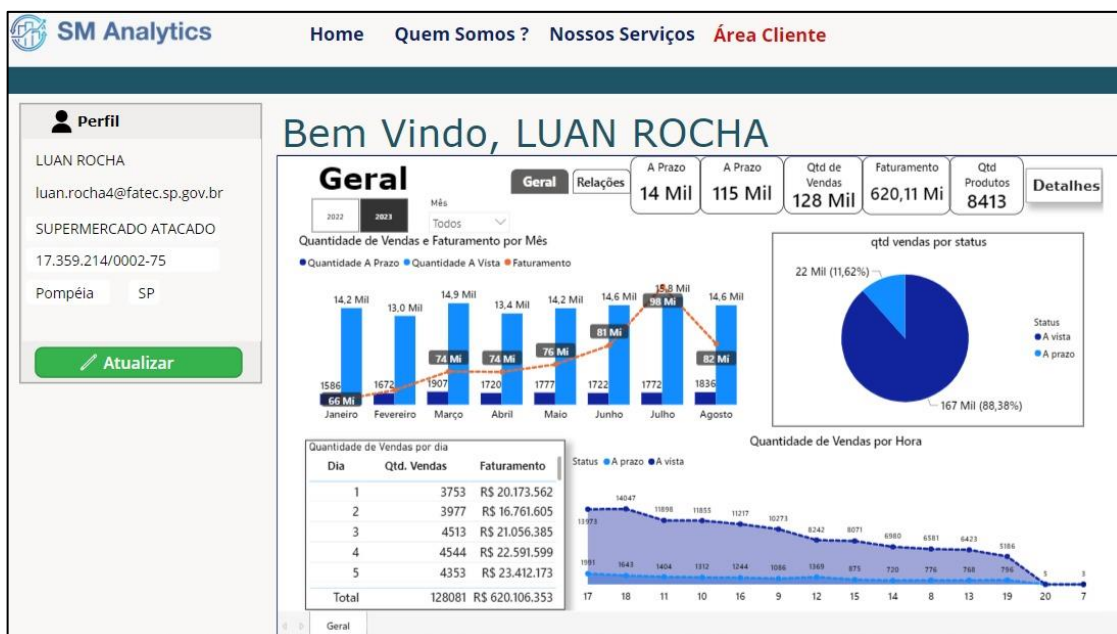 SM Analytics
Home Quem Somos ? Nossos Serviços Área Cliente
Perfil
LUAN ROCHA
luan.rocha4@fatec.sp.gov.br
SUPERMERCADO ATACADO
17.359.214/0002-75
Pompéia SP
Atualizar
Bem Vindo, LUAN ROCHA
Geral
2022 2023
Mês
Todos
Geral Relações
A Prazo
14 Mil
A Prazo
115 Mil
Qtd de
Vendas
128 Mil
Faturamento
620,11 Mi
Qtd
Produtos
8413
Detalhes
Quantidade de Vendas e Faturamento por Mês
Quantidade A Prazo Quantidade A Vista Faturamento
14,2 Mil 13,0 Mil 14,9 Mil 13,4 Mil 14,2 Mil 14,6 Mil 15,8 Mil 14,6 Mil
66 Mi 74 Mi 74 Mi 76 Mi 81 Mi 98 Mi 82 Mi
1586 1672 1907 1720 1777 1722 1772 1836
Janeiro Fevereiro Março Abril Maio Junho Julho Agosto
qtd vendas por status
22 Mil (11,62%)
167 Mil (88,38%)
Status
A vista
A prazo
Quantidade de Vendas por dia
Dia Qtd. Vendas Faturamento
1 3753 R$ 20.173.562
2 3977 R$ 16.761.605
3 4513 R$ 21.056.385
4 4544 R$ 22.591.599
5 4353 R$ 23.412.173
Total 128081 R$ 620.106.353
Quantidade de Vendas por Hora
Status A prazo A vista
13973 14047 11898 11855 11217 10273 8242 8071 6980 6581 6423 5186 5 3
1991 1643 1404 1312 1244 1086 1369 875 720 776 768 796
17 18 11 10 16 9 12 15 14 8 13 19 20 7
Geral